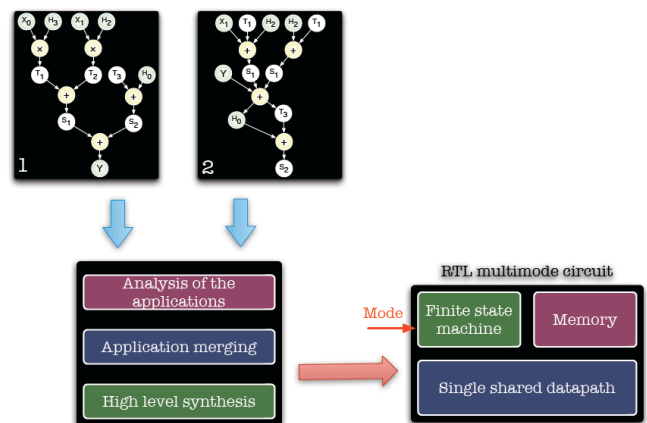 X0 H3 X1 H2
× ×
T1 T2 T3 H0
+ +
S1 S2
+
Y
1
X1 T1 H2 H2 T1
+ +
Y S1 S1
+
H0 T3
+
S2
2
Analysis of the
applications
Application merging
High level synthesis
RTL multimode circuit
Mode
Finite state
machine
Memory
Single shared datapath